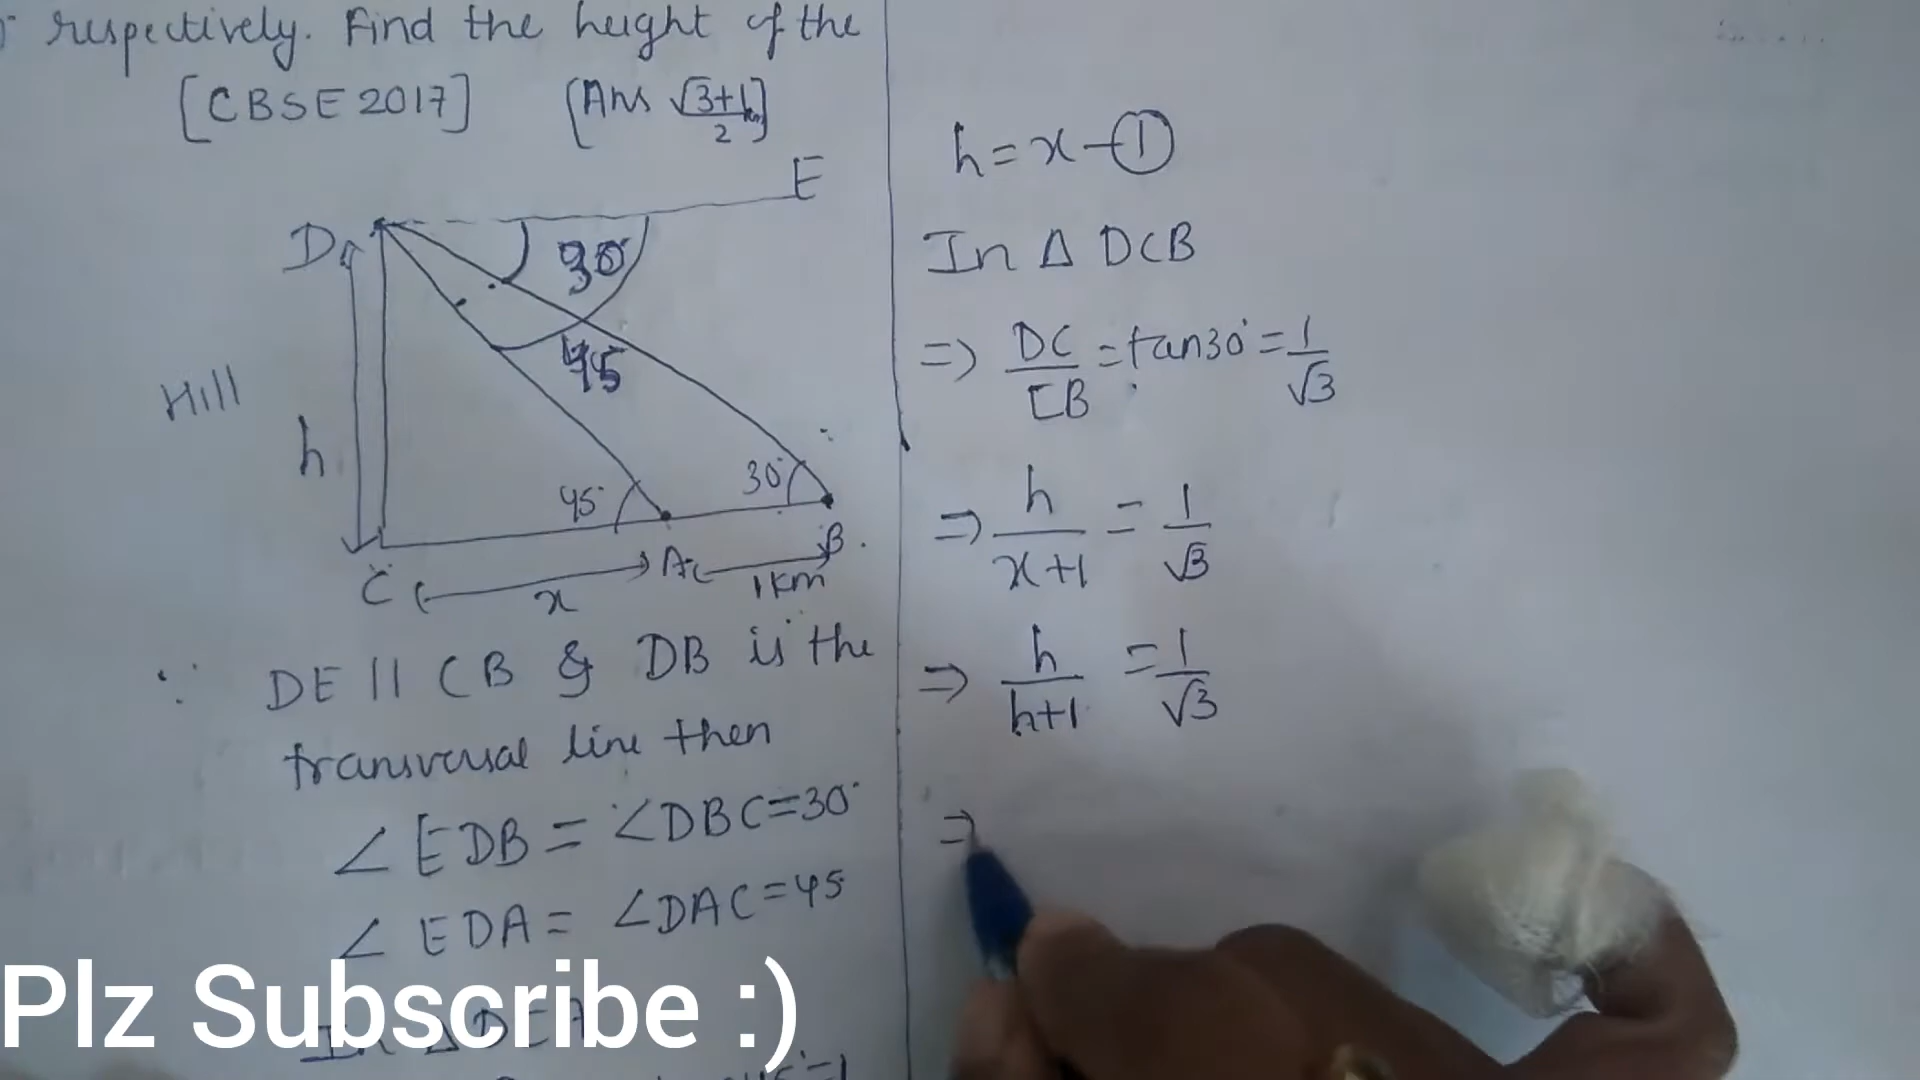 respectively. Find the height of the
[CBSE 2017] [Ans √3+1/2 km]
E
D
30°
45
Hill
h
45°
30°
C
x
A
1km
B.
∵ DE || CB & DB is the
transversal line then
∠EDB = ∠DBC=30°
∠EDA = ∠DAC=45
In Δ
h = x —①
In Δ DCB
=> DC/CB = tan30° = 1/√3
=> h/x+1 = 1/√3
=> h/h+1 = 1/√3
=>
Plz Subscribe :)